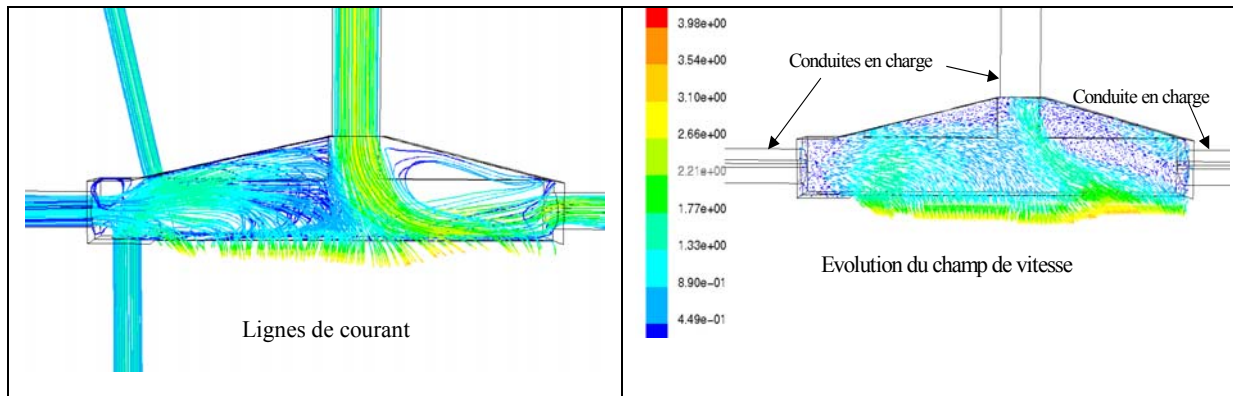 Lignes de courant
3.98e+00
3.54e+00
3.10e+00
2.66e+00
2.21e+00
1.77e+00
1.33e+00
8.90e-01
4.49e-01
Conduites en charge
Conduite en charge
Evolution du champ de vitesse